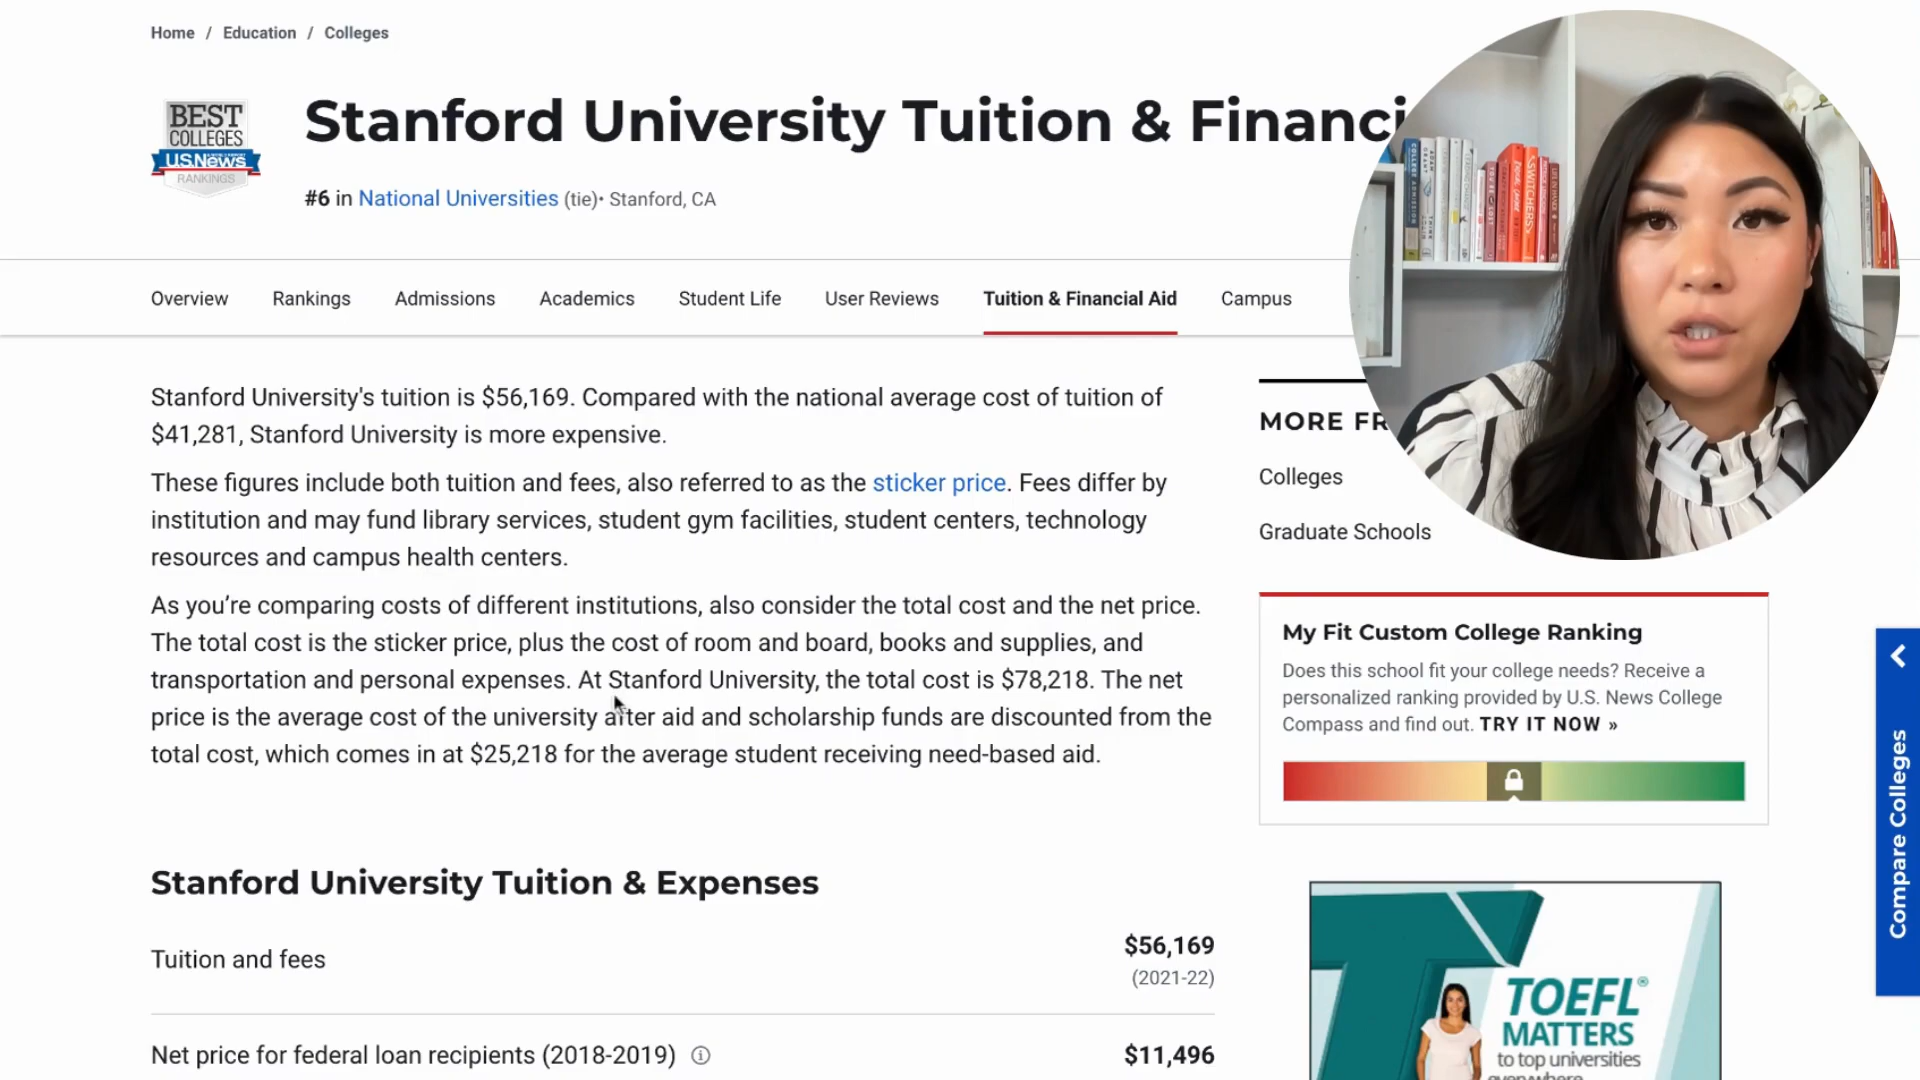 Home / Education / Colleges
BEST
COLLEGES
U.S.News
RANKINGS
Stanford University Tuition & Financi
#6 in National Universities (tie)• Stanford, CA
Overview Rankings Admissions Academics Student Life User Reviews Tuition & Financial Aid Campus
Stanford University's tuition is $56,169. Compared with the national average cost of tuition of
$41,281, Stanford University is more expensive.
These figures include both tuition and fees, also referred to as the sticker price. Fees differ by
institution and may fund library services, student gym facilities, student centers, technology
resources and campus health centers.
As you’re comparing costs of different institutions, also consider the total cost and the net price.
The total cost is the sticker price, plus the cost of room and board, books and supplies, and
transportation and personal expenses. At Stanford University, the total cost is $78,218. The net
price is the average cost of the university after aid and scholarship funds are discounted from the
total cost, which comes in at $25,218 for the average student receiving need-based aid.
Stanford University Tuition & Expenses
Tuition and fees $56,169
(2021-22)
Net price for federal loan recipients (2018-2019) $11,496
MORE FR
Colleges
Graduate Schools
My Fit Custom College Ranking
Does this school fit your college needs? Receive a
personalized ranking provided by U.S. News College
Compass and find out. TRY IT NOW »
Compare Colleges
TOEFL®
MATTERS
to top universities
everywhere
SWITCHERS